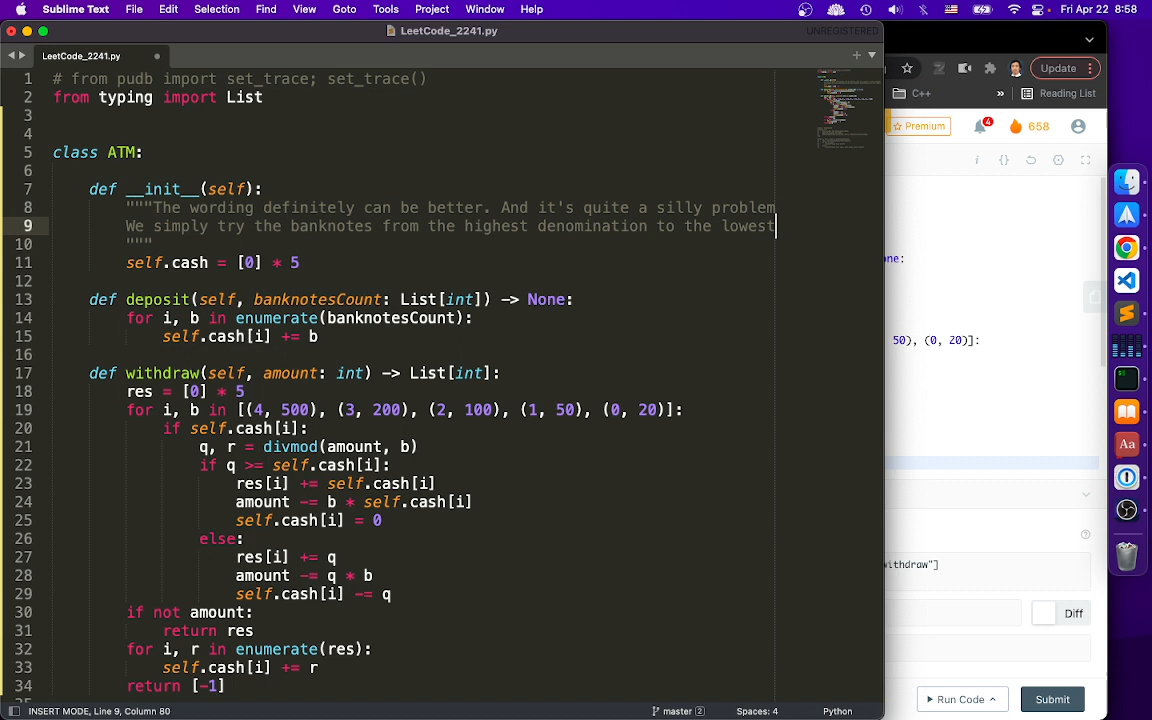 Sublime Text File Edit Selection Find View Goto Tools Project Window Help Fri Apr 22 8:58
LeetCode_2241.py UNREGISTERED
LeetCode_2241.py
1 # from pudb import set_trace; set_trace()
2 from typing import List
3
4
5 class ATM:
6
7 def __init__(self):
8 """The wording definitely can be better. And it's quite a silly problem
9 We simply try the banknotes from the highest denomination to the lowest
10 """
11 self.cash = [0] * 5
12
13 def deposit(self, banknotesCount: List[int]) -> None:
14 for i, b in enumerate(banknotesCount):
15 self.cash[i] += b
16
17 def withdraw(self, amount: int) -> List[int]:
18 res = [0] * 5
19 for i, b in [(4, 500), (3, 200), (2, 100), (1, 50), (0, 20)]:
20 if self.cash[i]:
21 q, r = divmod(amount, b)
22 if q >= self.cash[i]:
23 res[i] += self.cash[i]
24 amount -= b * self.cash[i]
25 self.cash[i] = 0
26 else:
27 res[i] += q
28 amount -= q * b
29 self.cash[i] -= q
30 if not amount:
31 return res
32 for i, r in enumerate(res):
33 self.cash[i] += r
34 return [-1]
INSERT MODE, Line 9, Column 80 master 2 Spaces: 4 Python
Update
C++ » Reading List
Premium 4 658
i {}
ne:
50), (0, 20)]:
ithdraw"]
Diff
Run Code Submit
Aa